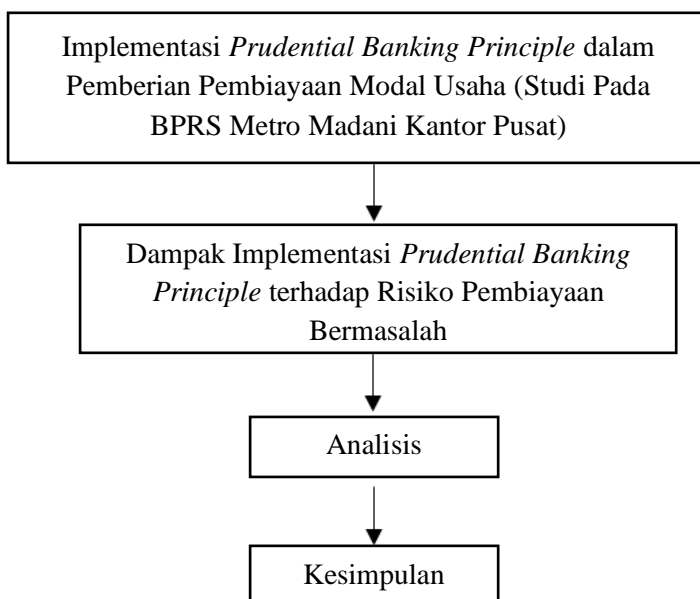 Implementasi Prudential Banking Principle dalam
Pemberian Pembiayaan Modal Usaha (Studi Pada
BPRS Metro Madani Kantor Pusat)
Dampak Implementasi Prudential Banking
Principle terhadap Risiko Pembiayaan
Bermasalah
Analisis
Kesimpulan